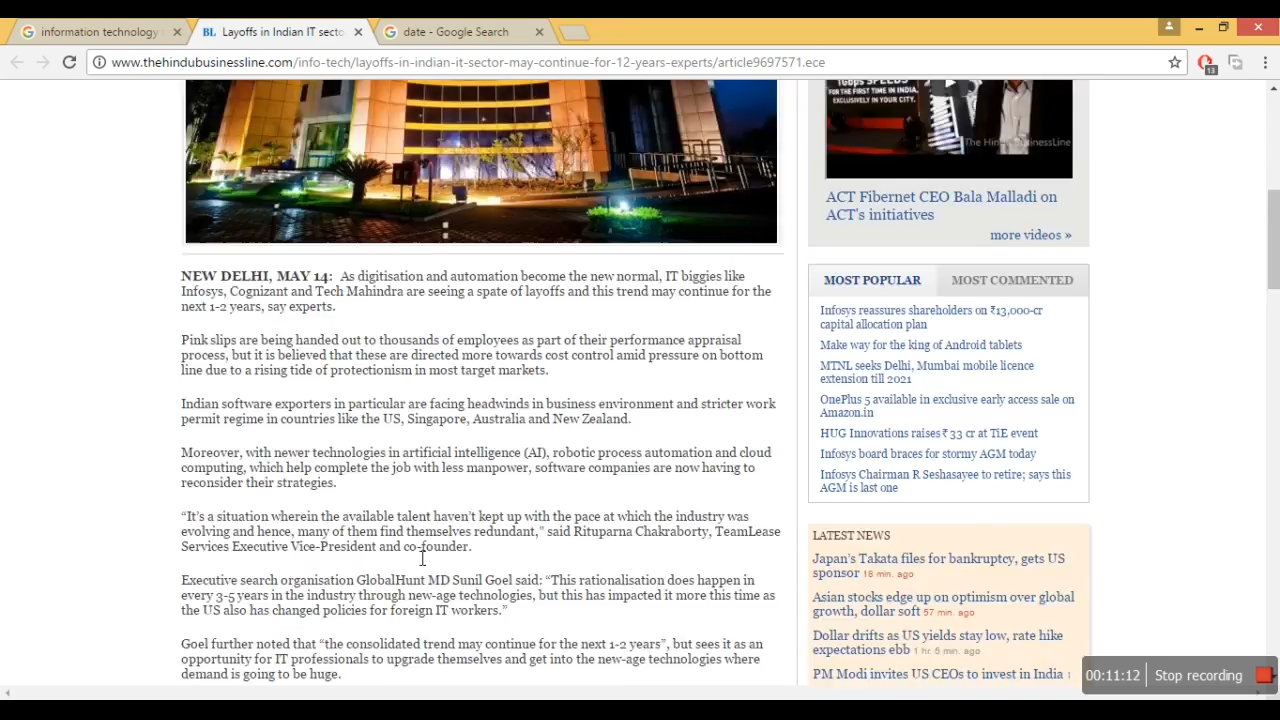 information technology
BL Layoffs in Indian IT secto
date - Google Search
www.thehindubusinessline.com/info-tech/layoffs-in-indian-it-sector-may-continue-for-12-years-experts/article9697571.ece
13
FOR THE FIRST TIME IN INDIA,
EXCLUSIVELY IN YOUR CITY.
The Hindu BusinessLine
ACT Fibernet CEO Bala Malladi on
ACT's initiatives
more videos »
NEW DELHI, MAY 14: As digitisation and automation become the new normal, IT biggies like
Infosys, Cognizant and Tech Mahindra are seeing a spate of layoffs and this trend may continue for the
next 1-2 years, say experts.
Pink slips are being handed out to thousands of employees as part of their performance appraisal
process, but it is believed that these are directed more towards cost control amid pressure on bottom
line due to a rising tide of protectionism in most target markets.
Indian software exporters in particular are facing headwinds in business environment and stricter work
permit regime in countries like the US, Singapore, Australia and New Zealand.
Moreover, with newer technologies in artificial intelligence (AI), robotic process automation and cloud
computing, which help complete the job with less manpower, software companies are now having to
reconsider their strategies.
“It’s a situation wherein the available talent haven’t kept up with the pace at which the industry was
evolving and hence, many of them find themselves redundant,” said Rituparna Chakraborty, TeamLease
Services Executive Vice-President and co-founder.
Executive search organisation GlobalHunt MD Sunil Goel said: “This rationalisation does happen in
every 3-5 years in the industry through new-age technologies, but this has impacted it more this time as
the US also has changed policies for foreign IT workers.”
Goel further noted that “the consolidated trend may continue for the next 1-2 years”, but sees it as an
opportunity for IT professionals to upgrade themselves and get into the new-age technologies where
demand is going to be huge.
MOST POPULAR MOST COMMENTED
Infosys reassures shareholders on ₹13,000-cr
capital allocation plan
Make way for the king of Android tablets
MTNL seeks Delhi, Mumbai mobile licence
extension till 2021
OnePlus 5 available in exclusive early access sale on
Amazon.in
HUG Innovations raises ₹ 33 cr at TiE event
Infosys board braces for stormy AGM today
Infosys Chairman R Seshasayee to retire; says this
AGM is last one
LATEST NEWS
Japan’s Takata files for bankruptcy, gets US
sponsor 18 min. ago
Asian stocks edge up on optimism over global
growth, dollar soft 57 min. ago
Dollar drifts as US yields stay low, rate hike
expectations ebb 1 hr. 5 min. ago
PM Modi invites US CEOs to invest in India
00:11:12 Stop recording